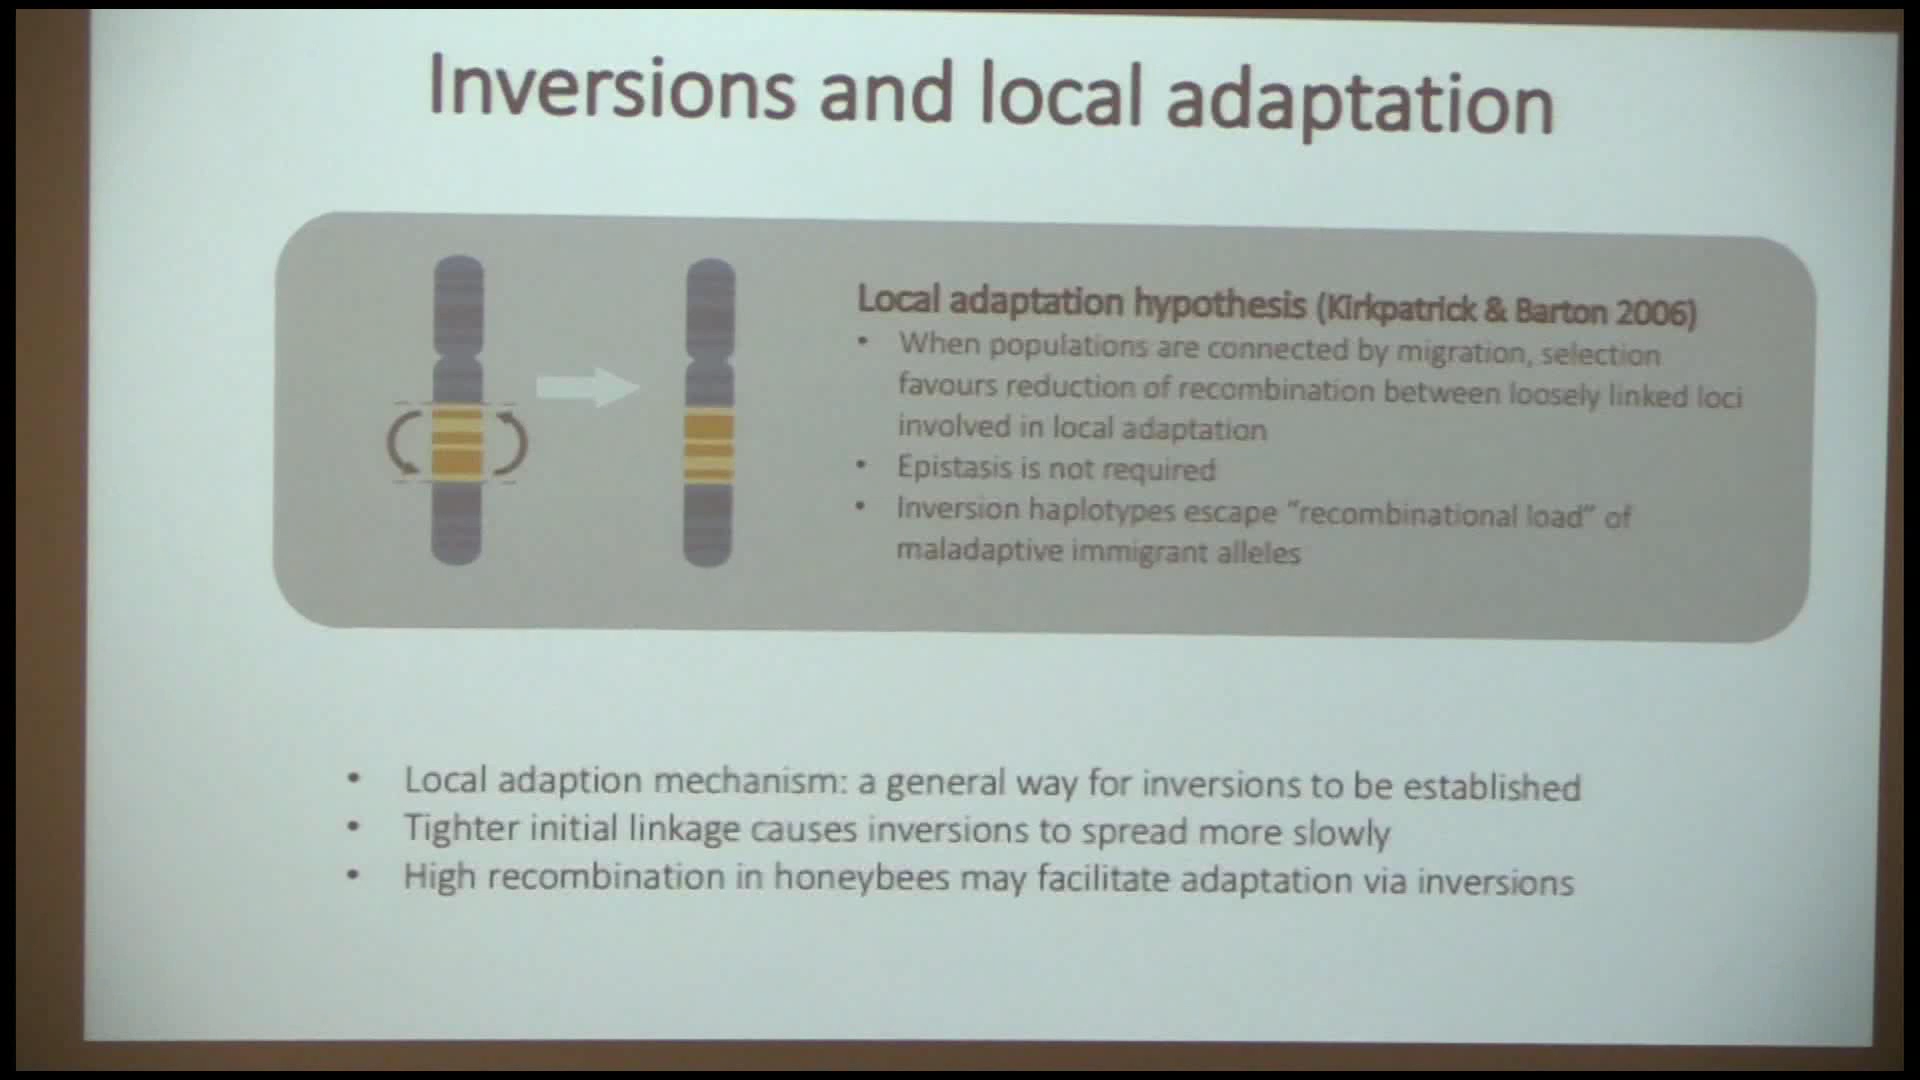 Inversions and local adaptation
Local adaptation hypothesis (Kirkpatrick & Barton 2006)
• When populations are connected by migration, selection
favours reduction of recombination between loosely linked loci
involved in local adaptation
• Epistasis is not required
• Inversion haplotypes escape “recombinational load” of
maladaptive immigrant alleles
• Local adaption mechanism: a general way for inversions to be established
• Tighter initial linkage causes inversions to spread more slowly
• High recombination in honeybees may facilitate adaptation via inversions